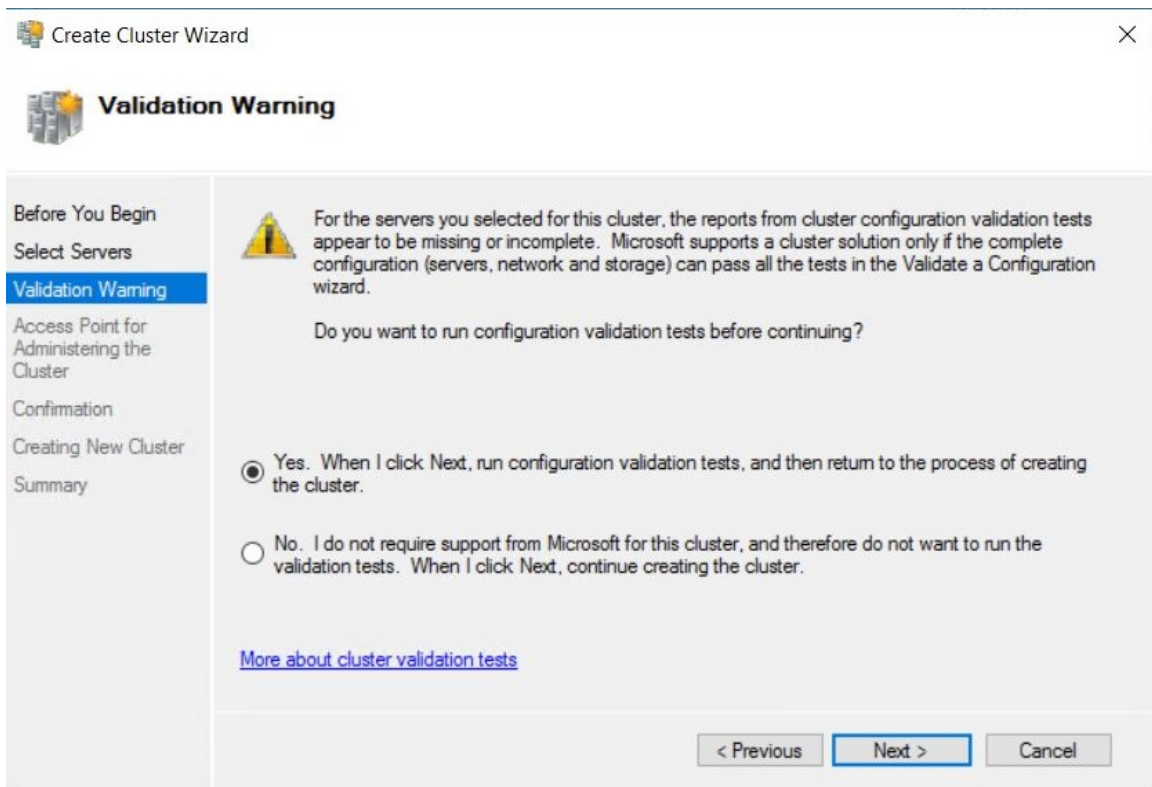 Create Cluster Wizard
Validation Warning
Before You Begin
Select Servers
Validation Warning
Access Point for
Administering the
Cluster
Confirmation
Creating New Cluster
Summary
For the servers you selected for this cluster, the reports from cluster configuration validation tests
appear to be missing or incomplete. Microsoft supports a cluster solution only if the complete
configuration (servers, network and storage) can pass all the tests in the Validate a Configuration
wizard.
Do you want to run configuration validation tests before continuing?
Yes. When I click Next, run configuration validation tests, and then return to the process of creating
the cluster.
No. I do not require support from Microsoft for this cluster, and therefore do not want to run the
validation tests. When I click Next, continue creating the cluster.
More about cluster validation tests
< Previous
Next >
Cancel